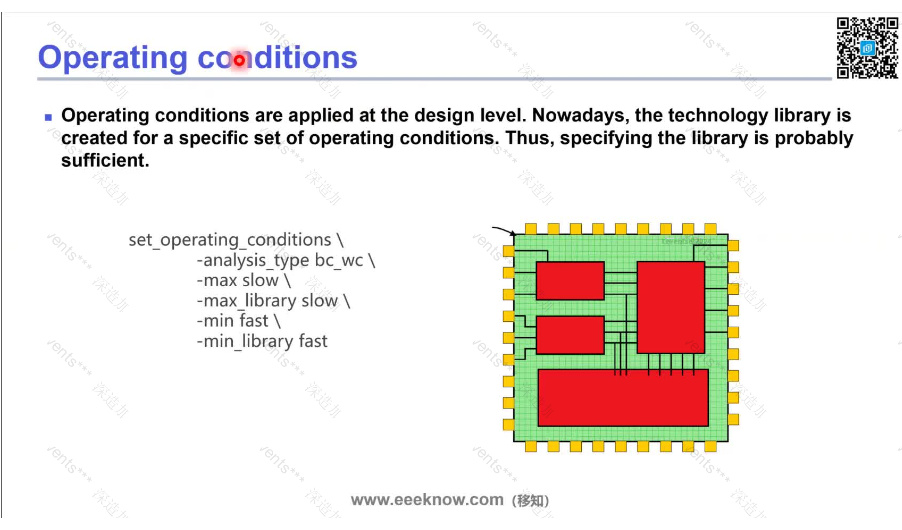 Operating conditions
Operating conditions are applied at the design level. Nowadays, the technology library is
created for a specific set of operating conditions. Thus, specifying the library is probably
sufficient.
set_operating_conditions \
-analysis_type bc_wc \
-max slow \
-max_library slow \
-min fast \
-min_library fast
www.eeeknow.com（移知）